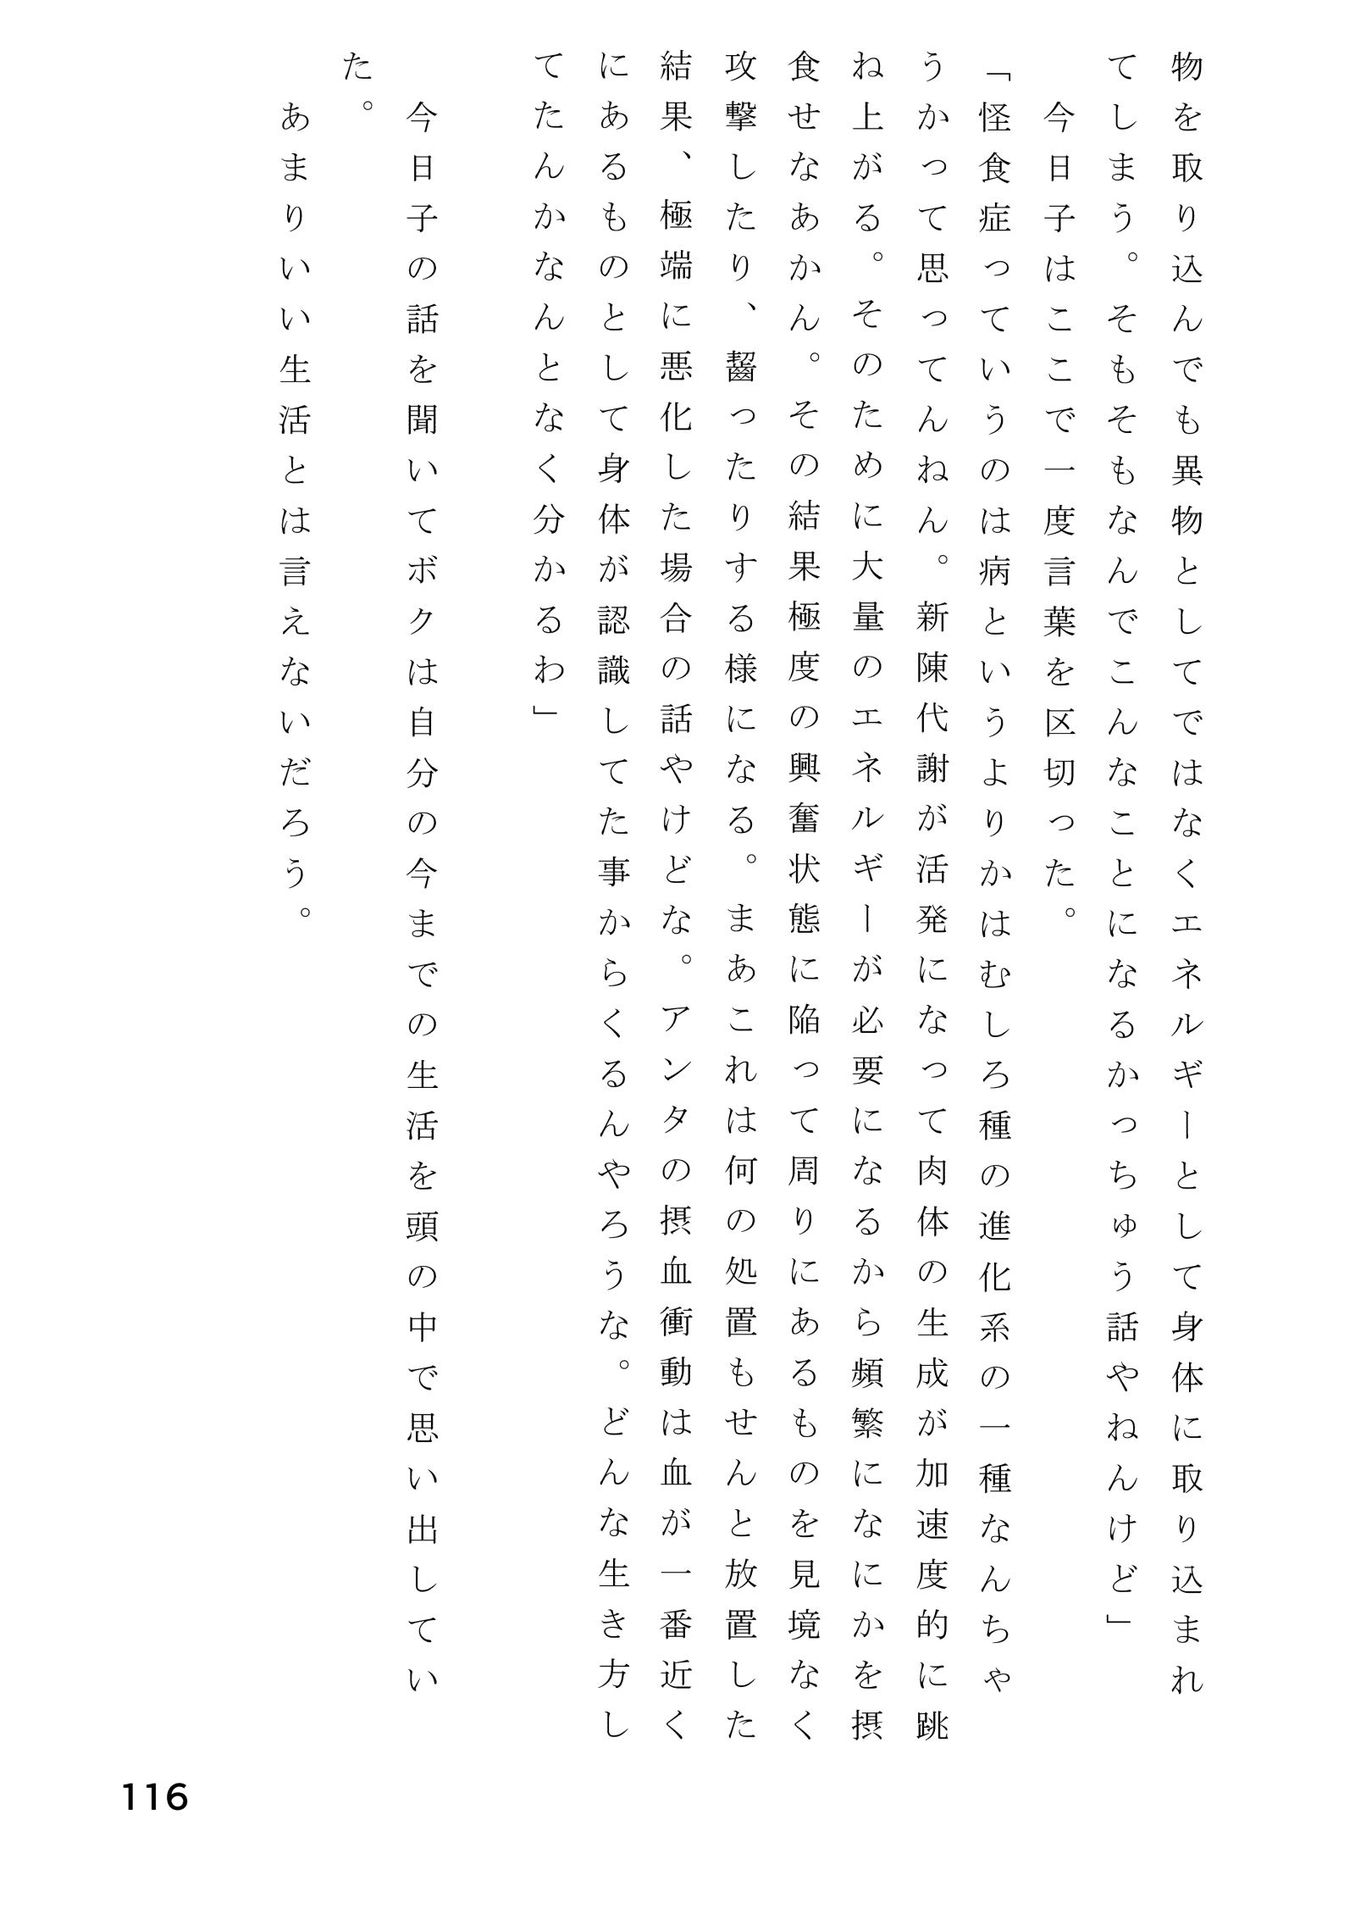 物を取り込んでも異物としてではなくエネルギーとして身体に取り込まれ
てしまう。そもそもなんでこんなことになるかっちゅう話やねんけど」
今日子はここで一度言葉を区切った。
「怪食症っていうのは病というよりかはむしろ種の進化系の一種なんちゃ
うかって思ってんねん。新陳代謝が活発になって肉体の生成が加速度的に跳
ね上がる。そのために大量のエネルギーが必要になるから頻繁になにかを摂
食せなあかん。その結果極度の興奮状態に陥って周りにあるものを見境なく
攻撃したり、齧ったりする様になる。まあこれは何の処置もせんと放置した
結果、極端に悪化した場合の話やけどな。アンタの摂血衝動は血が一番近く
にあるものとして身体が認識してた事からくるんやろうな。どんな生き方し
てたんかなんとなく分かるわ」
今日子の話を聞いてボクは自分の今までの生活を頭の中で思い出してい
た。
あまりいい生活とは言えないだろう。
116